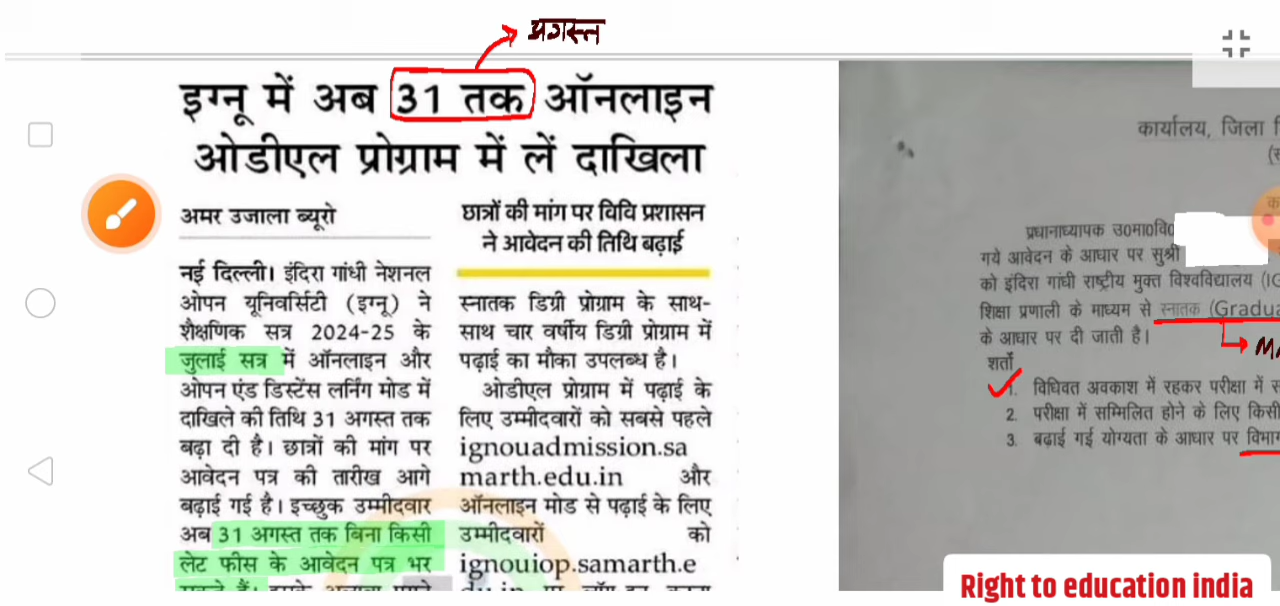 अगस्त
इग्नू में अब 31 तक ऑनलाइन
ओडीएल प्रोग्राम में लें दाखिला
अमर उजाला ब्यूरो
नई दिल्ली। इंदिरा गांधी नेशनल
ओपन यूनिवर्सिटी (इग्नू) ने
शैक्षणिक सत्र 2024-25 के
जुलाई सत्र में ऑनलाइन और
ओपन एंड डिस्टेंस लर्निंग मोड में
दाखिले की तिथि 31 अगस्त तक
बढ़ा दी है। छात्रों की मांग पर
आवेदन पत्र की तारीख आगे
बढ़ाई गई है। इच्छुक उम्मीदवार
अब 31 अगस्त तक बिना किसी
लेट फीस के आवेदन पत्र भर
छात्रों की मांग पर विवि प्रशासन
ने आवेदन की तिथि बढ़ाई
स्नातक डिग्री प्रोग्राम के साथ-
साथ चार वर्षीय डिग्री प्रोग्राम में
पढ़ाई का मौका उपलब्ध है।
ओडीएल प्रोग्राम में पढ़ाई के
लिए उम्मीदवारों को सबसे पहले
ignouadmission.sa
marth.edu.in और
ऑनलाइन मोड से पढ़ाई के लिए
उम्मीदवारों को
ignouiop.samarth.e
कार्यालय, जिला
प्रधानाध्यापक उ0मा0वि0
गये आवेदन के आधार पर सुश्री
को इंदिरा गांधी राष्ट्रीय मुक्त विश्वविद्यालय (IG
शिक्षा प्रणाली के माध्यम से स्नातक (Gradua
के आधार पर दी जाती है।
MA
शर्तो
1. विधिवत अवकाश में रहकर परीक्षा में
2. परीक्षा में सम्मिलित होने के लिए किसी
3. बढ़ाई गई योग्यता के आधार पर विभाग
Right to education india